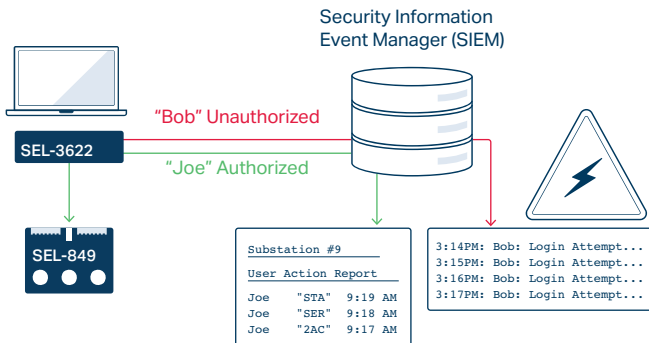 Security Information
Event Manager (SIEM)
“Bob” Unauthorized
SEL-3622
“Joe” Authorized
SEL-849
Substation #9
User Action Report
Joe "STA" 9:19 AM
Joe "SER" 9:18 AM
Joe "2AC" 9:17 AM
3:14PM: Bob: Login Attempt...
3:15PM: Bob: Login Attempt...
3:16PM: Bob: Login Attempt...
3:17PM: Bob: Login Attempt...